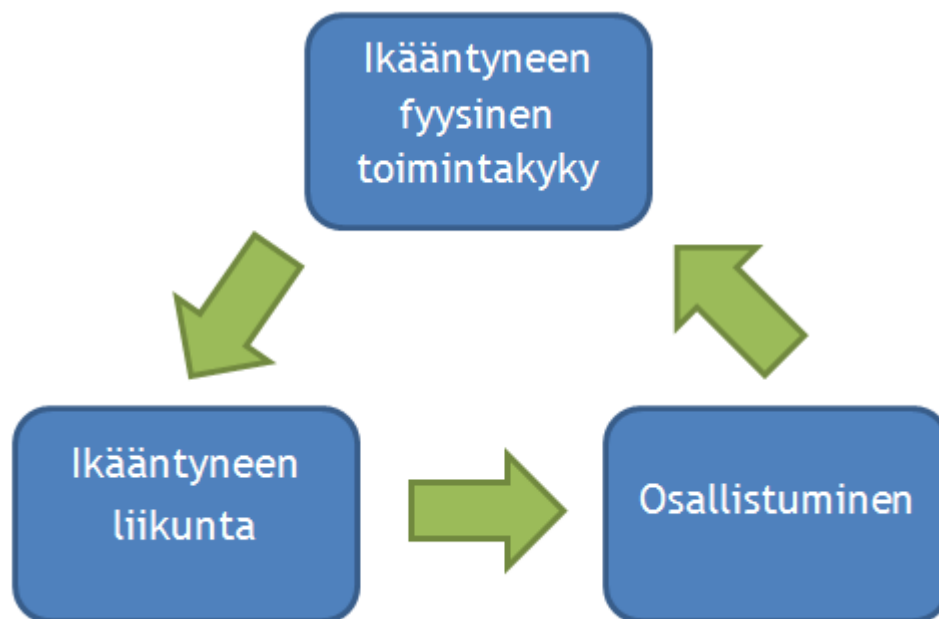 Ikääntyneen
fyysinen
toimintakyky
Ikääntyneen
liikunta
Osallistuminen